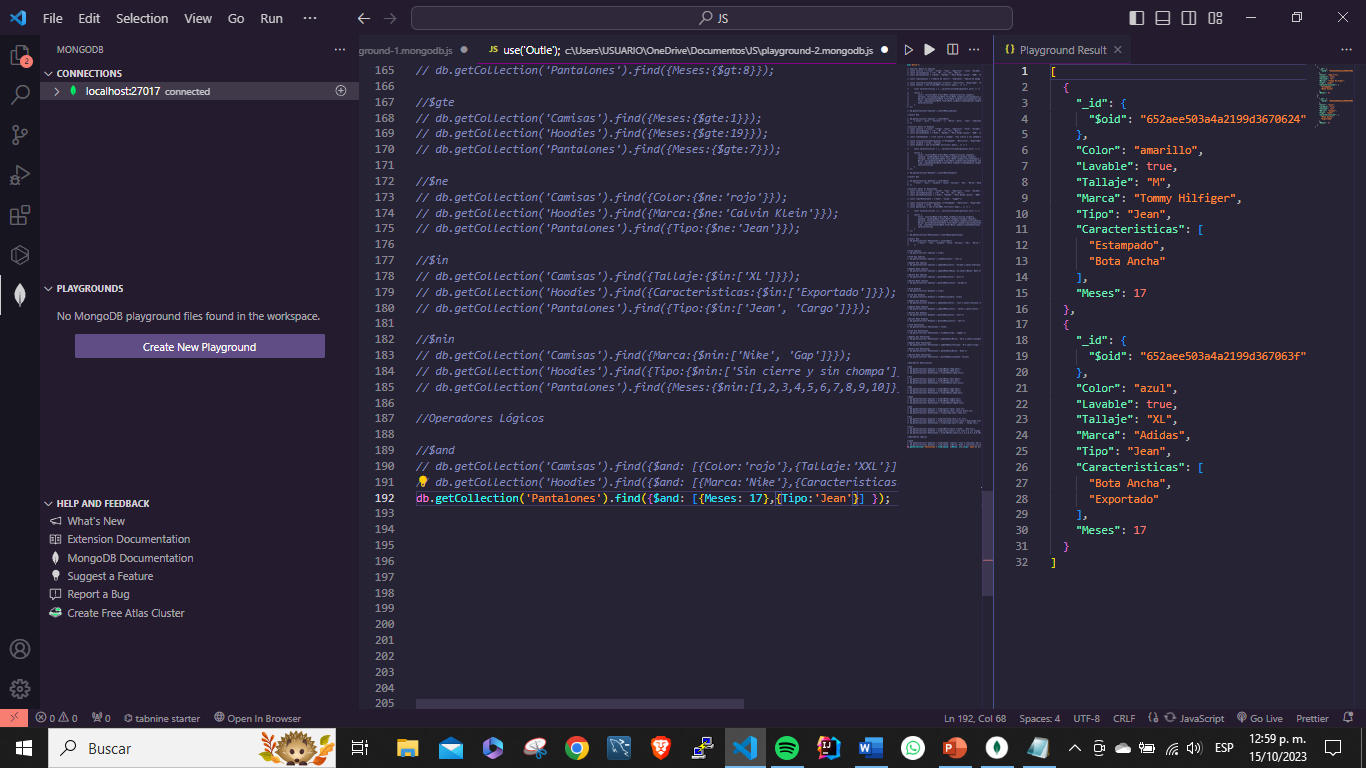 File Edit Selection View Go Run ··· JS
MONGODB ···
CONNECTIONS
localhost:27017 connected
PLAYGROUNDS
No MongoDB playground files found in the workspace.
Create New Playground
HELP AND FEEDBACK
What's New
Extension Documentation
MongoDB Documentation
Suggest a Feature
Report a Bug
Create Free Atlas Cluster
ground-1.mongodb.js JS use('Outle'); c:\Users\USUARIO\OneDrive\Documentos\JS\playground-2.mongodb.js ···
165 // db.getCollection('Pantalones').find({Meses:{$gt:8}});
166
167 //$gte
168 // db.getCollection('Camisas').find({Meses:{$gte:1}});
169 // db.getCollection('Hoodies').find({Meses:{$gte:19}});
170 // db.getCollection('Pantalones').find({Meses:{$gte:7}});
171
172 //$ne
173 // db.getCollection('Camisas').find({Color:{$ne:'rojo'}});
174 // db.getCollection('Hoodies').find({Marca:{$ne:'Calvin Klein'}});
175 // db.getCollection('Pantalones').find({Tipo:{$ne:'Jean'}});
176
177 //$in
178 // db.getCollection('Camisas').find({Tallaje:{$in:['XL']}});
179 // db.getCollection('Hoodies').find({Caracteristicas:{$in:['Exportado']}});
180 // db.getCollection('Pantalones').find({Tipo:{$in:['Jean', 'Cargo']}});
181
182 //$nin
183 // db.getCollection('Camisas').find({Marca:{$nin:['Nike', 'Gap']}});
184 // db.getCollection('Hoodies').find({Tipo:{$nin:['Sin cierre y sin chompa']
185 // db.getCollection('Pantalones').find({Meses:{$nin:[1,2,3,4,5,6,7,8,9,10]}
186
187 //Operadores Lógicos
188
189 //$and
190 // db.getCollection('Camisas').find({$and: [{Color:'rojo'},{Tallaje:'XXL'}]
191 db.getCollection('Hoodies').find({$and: [{Marca:'Nike'},{Caracteristicas
192 db.getCollection('Pantalones').find({$and: [{Meses: 17},{Tipo:'Jean'}] });
193
194
195
196
197
198
199
200
201
202
203
204
205
Playground Result ···
1 [
2 {
3 "_id": {
4 "$oid": "652aee503a4a2199d3670624"
5 },
6 "Color": "amarillo",
7 "Lavable": true,
8 "Tallaje": "M",
9 "Marca": "Tommy Hilfiger",
10 "Tipo": "Jean",
11 "Caracteristicas": [
12 "Estampado",
13 "Bota Ancha"
14 ],
15 "Meses": 17
16 },
17 {
18 "_id": {
19 "$oid": "652aee503a4a2199d367063f"
20 },
21 "Color": "azul",
22 "Lavable": true,
23 "Tallaje": "XL",
24 "Marca": "Adidas",
25 "Tipo": "Jean",
26 "Caracteristicas": [
27 "Bota Ancha",
28 "Exportado"
29 ],
30 "Meses": 17
31 }
32 ]
0 0 0 tabnine starter Open In Browser Ln 192, Col 68 Spaces: 4 UTF-8 CRLF JavaScript Go Live Prettier
Buscar ESP 12:59 p. m.
15/10/2023